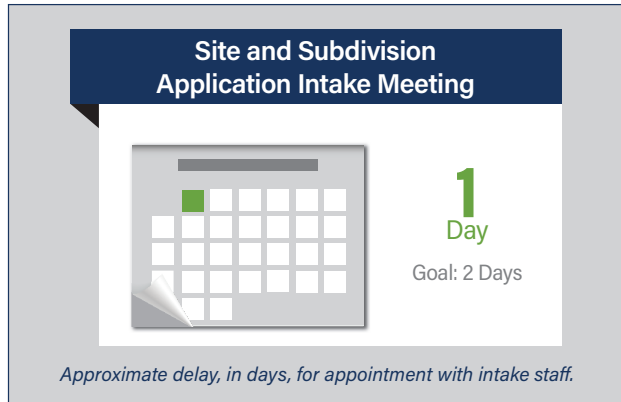 Site and Subdivision
Application Intake Meeting
1
Day
Goal: 2 Days
Approximate delay, in days, for appointment with intake staff.